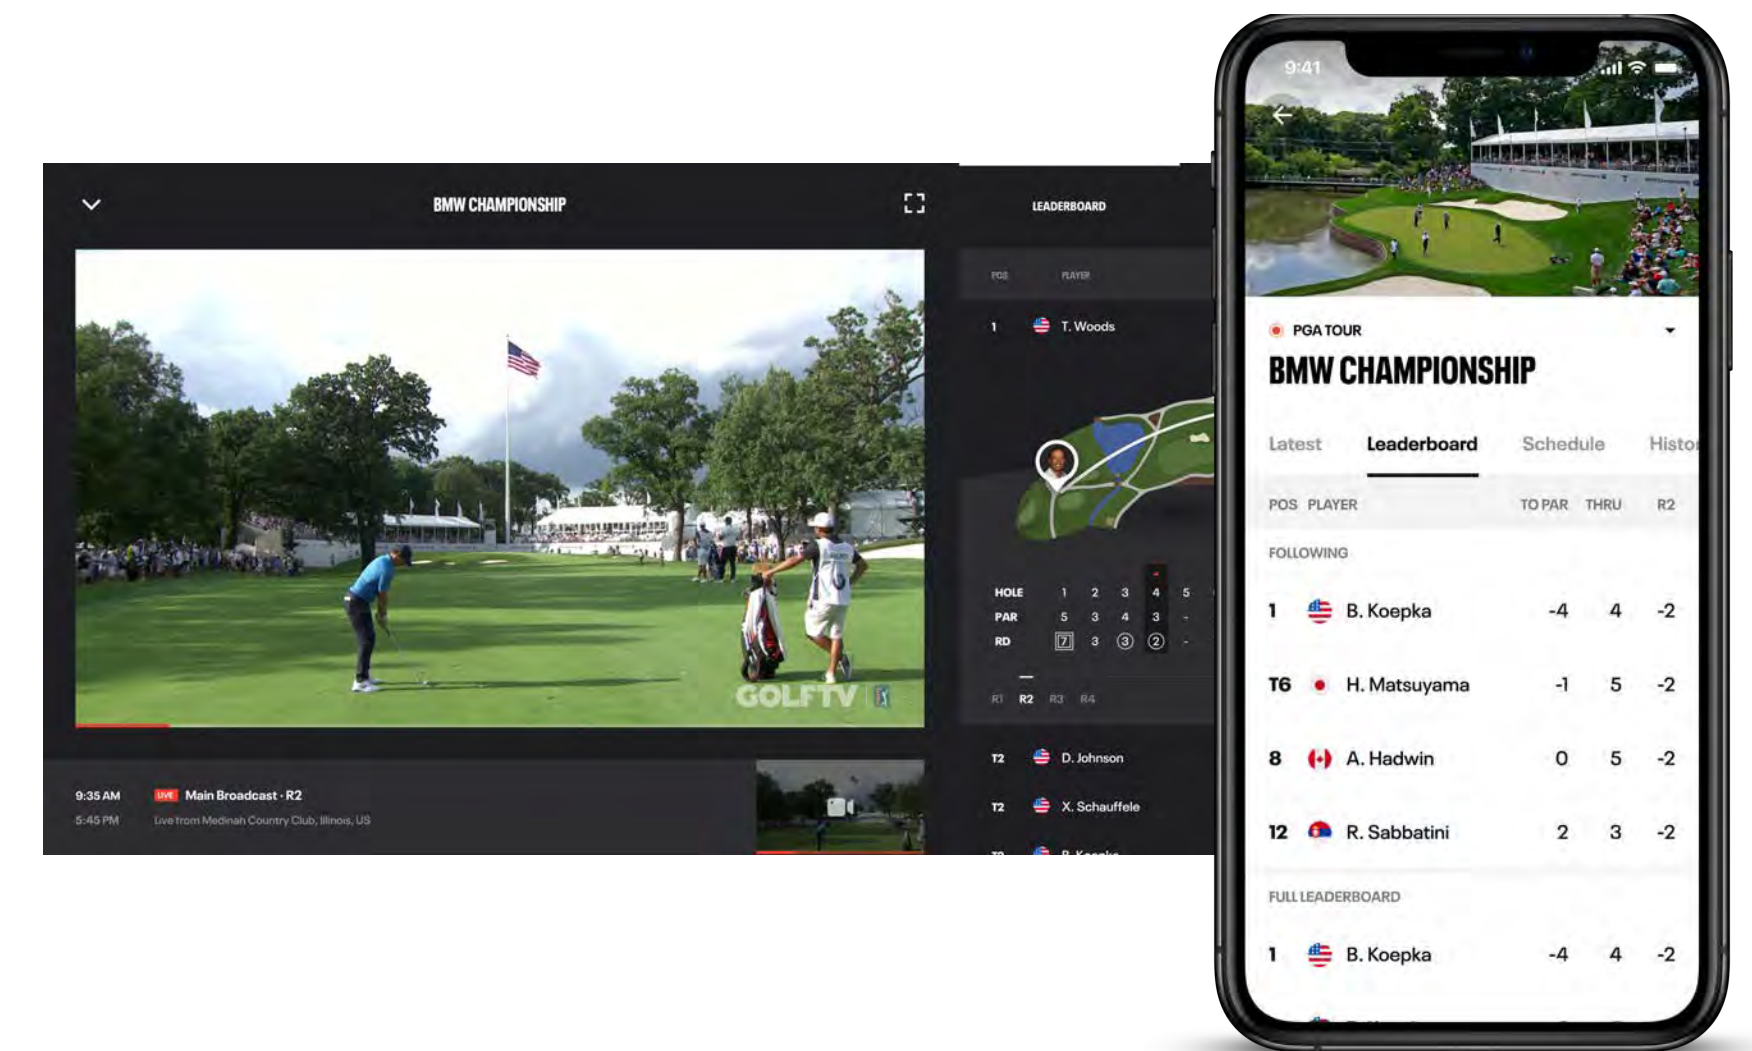 BMW CHAMPIONSHIP
GOLFTV
9:35 AM LIVE Main Broadcast · R2
5:45 PM Live from Medinah Country Club, Illinois, US
LEADERBOARD
POS PLAYER
1 T. Woods
HOLE 1 2 3 4 5
PAR 5 3 4 3 -
RD 7 3 3 2 -
R1 R2 R3 R4
T2 D. Johnson
T2 X. Schauffele
9:41
PGA TOUR
BMW CHAMPIONSHIP
Latest Leaderboard Schedule Histor
POS PLAYER TO PAR THRU R2
FOLLOWING
1 B. Koepka -4 4 -2
T6 H. Matsuyama -1 5 -2
8 A. Hadwin 0 5 -2
12 R. Sabbatini 2 3 -2
FULL LEADERBOARD
1 B. Koepka -4 4 -2